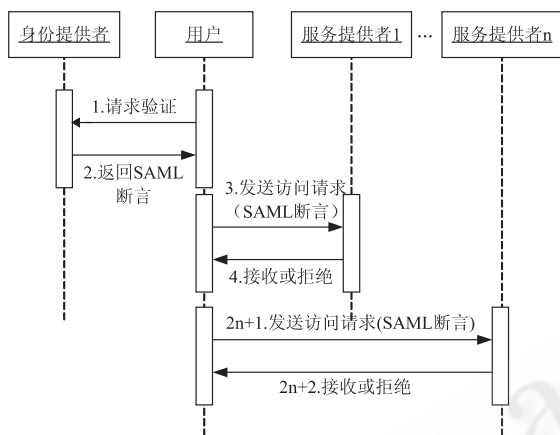 身份提供者
用户
服务提供者1
...
服务提供者n
1.请求验证
2.返回SAML
断言
3.发送访问请求
（SAML断言）
4.接收或拒绝
2n+1.发送访问请求(SAML断言)
2n+2.接收或拒绝